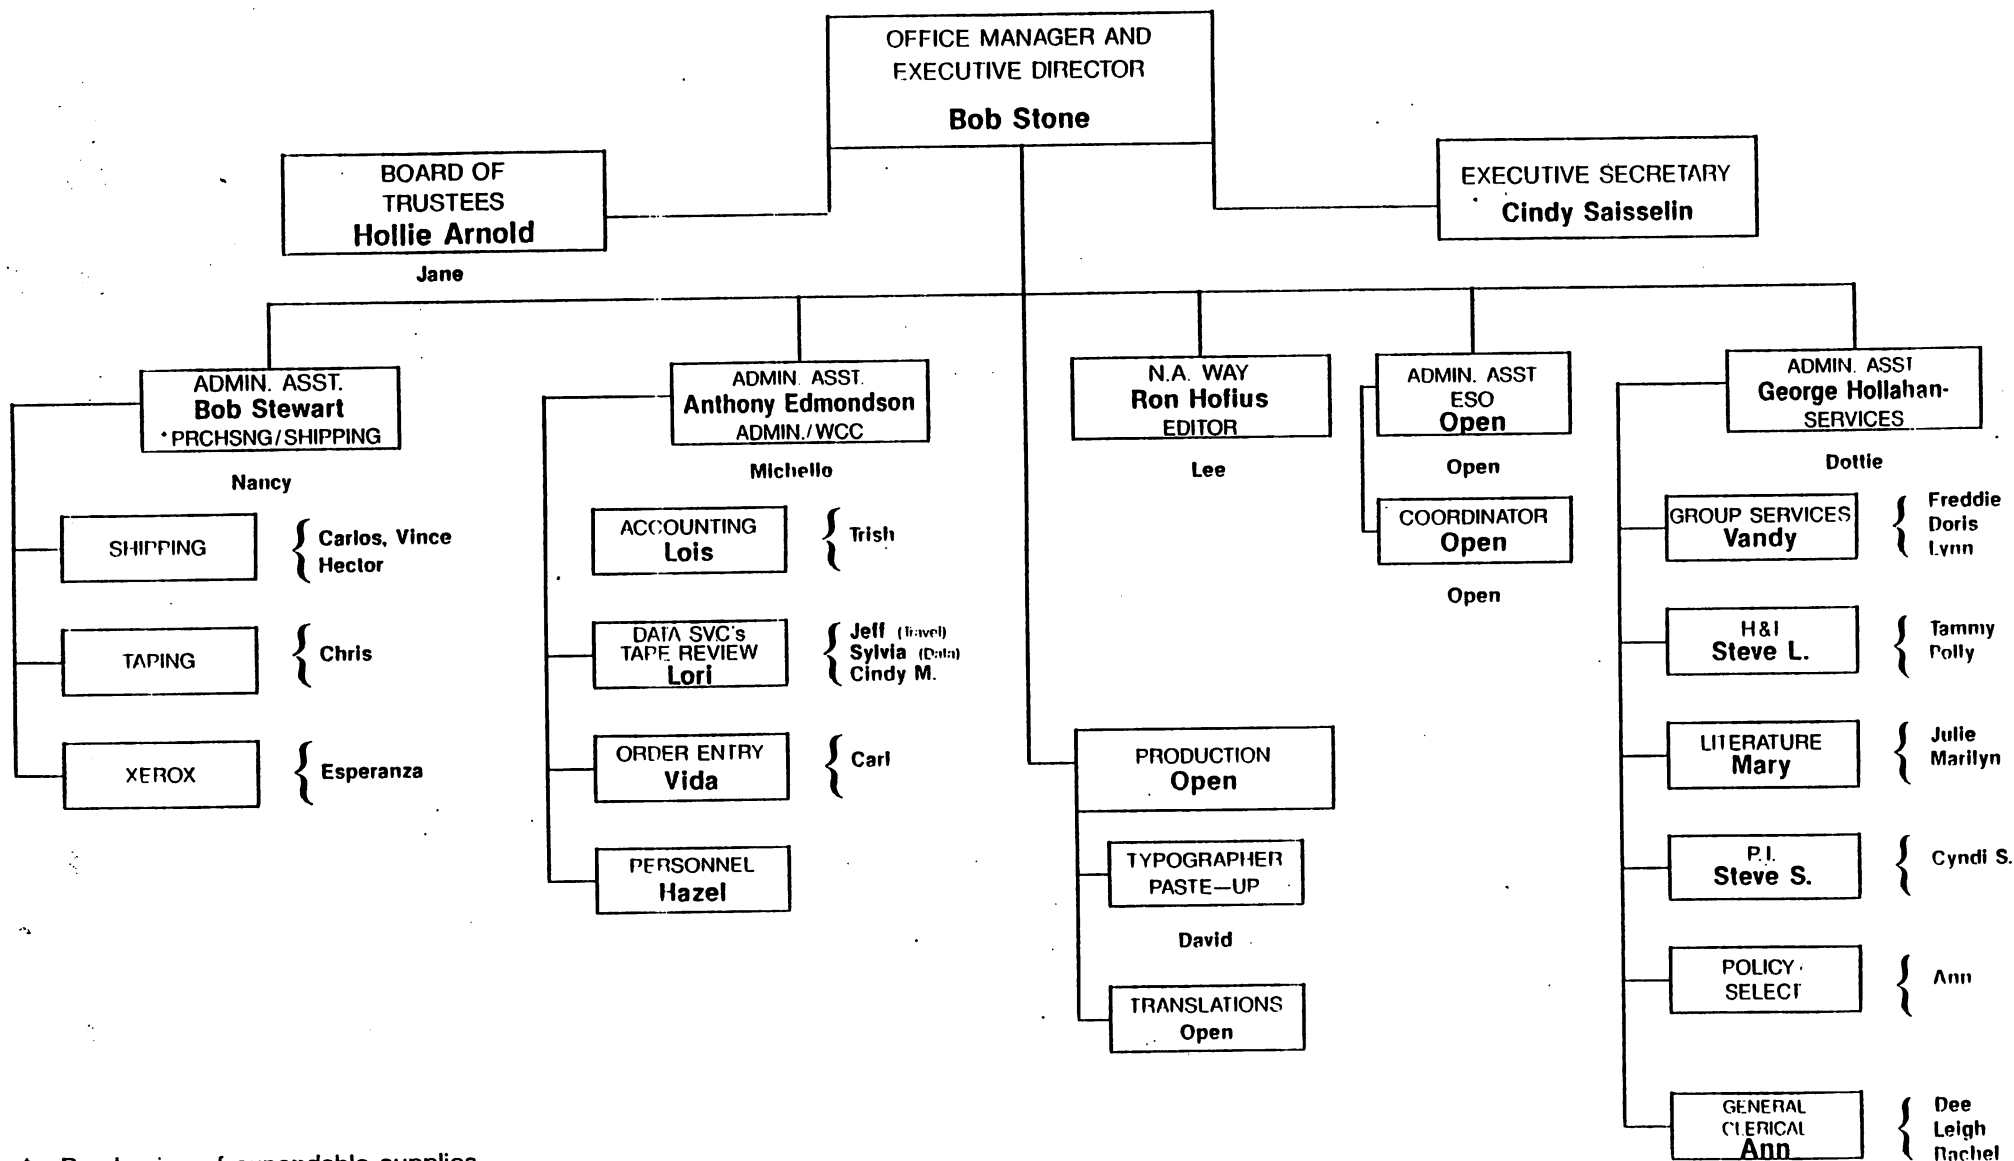 OFFICE MANAGER AND
EXECUTIVE DIRECTOR
Bob Stone
BOARD OF
TRUSTEES
Hollie Arnold
Jane
EXECUTIVE SECRETARY
Cindy Saisselin
ADMIN. ASST.
Bob Stewart
*PRCHSNG/SHIPPING
Nancy
SHIPPING
Carlos, Vince
Hector
TAPING
Chris
XEROX
Esperanza
ADMIN. ASST.
Anthony Edmondson
ADMIN./WCC
Michelle
ACCOUNTING
Lois
Trish
DATA SVC's
TAPE REVIEW
Lori
Jeff (Travel)
Sylvia (Data)
Cindy M.
ORDER ENTRY
Vida
Carl
PERSONNEL
Hazel
N.A. WAY
Ron Hofius
EDITOR
Lee
PRODUCTION
Open
TYPOGRAPHER
PASTE—UP
David
TRANSLATIONS
Open
ADMIN. ASST
ESO
Open
Open
COORDINATOR
Open
Open
ADMIN. ASST
George Hollahan-
SERVICES
Dottie
GROUP SERVICES
Vandy
Freddie
Doris
Lynn
H&I
Steve L.
Tammy
Polly
LITERATURE
Mary
Julie
Marilyn
P.I.
Steve S.
Cyndi S.
POLICY
SELECT
Ann
GENERAL
CLERICAL
Ann
Dee
Leigh
Rachel
Purchasing of expendable supplies